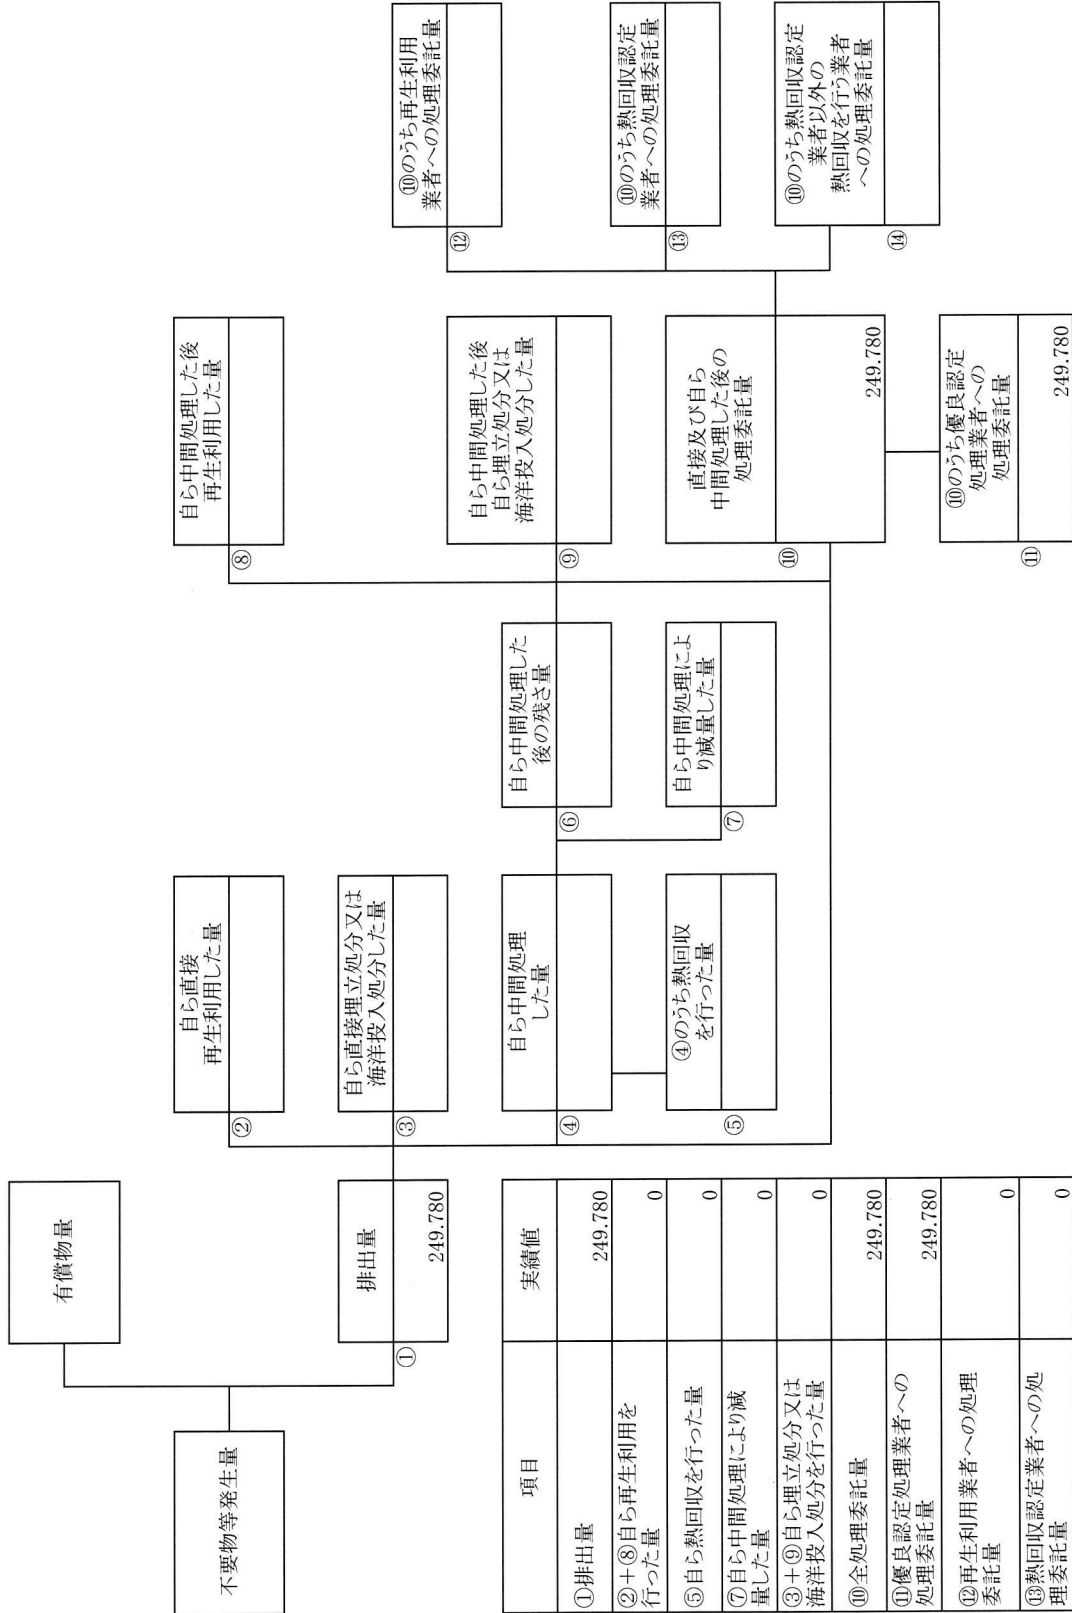 不要物等発生量
有償物量
排出量
①
249.780
②
自ら直接
再生利用した量
③
自ら直接埋立処分又は
海洋投入処分した量
④
自ら中間処理
した量
⑤
④のうち熱回収
を行った量
⑥
自ら中間処理した
後の残さ量
⑦
自ら中間処理によ
り減量した量
⑧
自ら中間処理した後
再生利用した量
⑨
自ら中間処理した後
自ら埋立処分又は
海洋投入処分した量
⑩
直接及び自ら
中間処理した後の
処理委託量
249.780
⑪
⑩のうち優良認定
処理業者への
処理委託量
249.780
⑫
⑩のうち再生利用
業者への処理委託量
⑬
⑩のうち熱回収認定
業者への処理委託量
⑭
⑩のうち熱回収認定
業者以外の
熱回収を行う業者
への処理委託量
項目 実績値
①排出量 249.780
②+⑧自ら再生利用を
行った量 0
⑤自ら熱回収を行った量 0
⑦自ら中間処理により減
量した量 0
③+⑨自ら埋立処分又は
海洋投入処分を行った量 0
⑩全処理委託量 249.780
⑪優良認定処理業者への
処理委託量 249.780
⑫再生利用業者への処理
委託量 0
⑬熱回収認定業者への処
理委託量 0